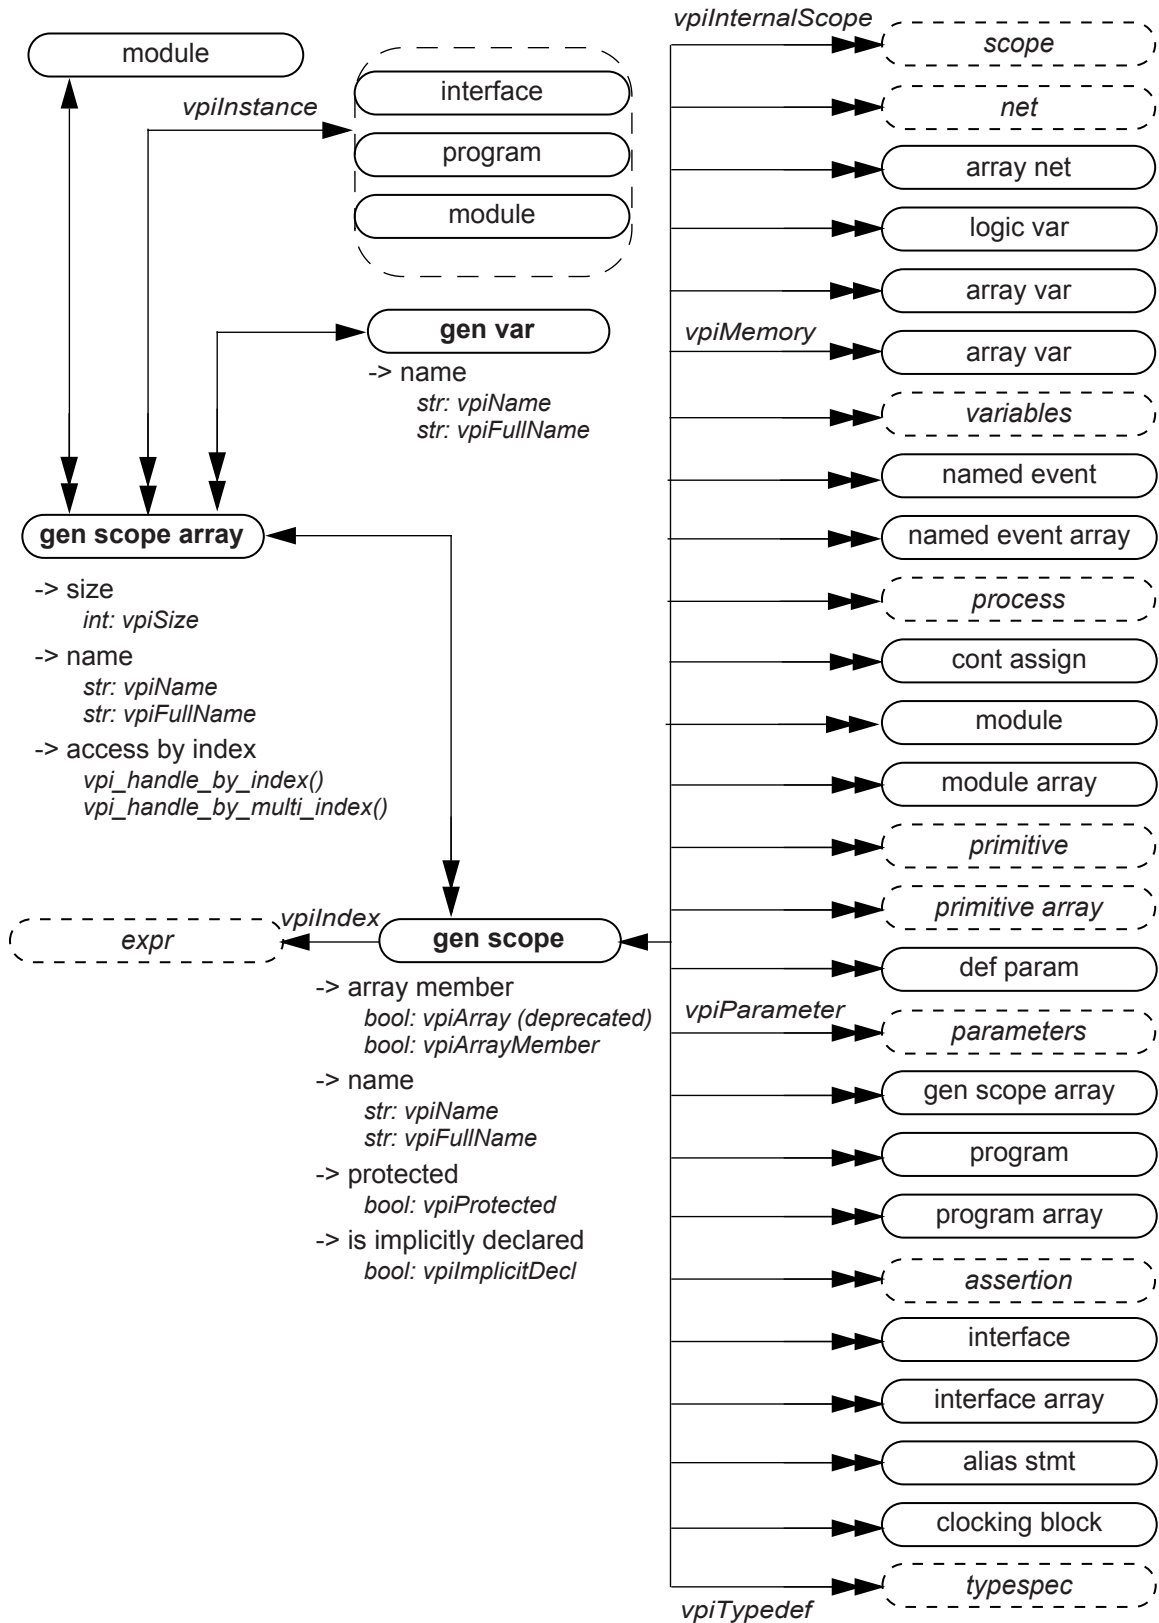 module
vpiInstance
interface
program
module
gen var
-> name
str: vpiName
str: vpiFullName
gen scope array
-> size
int: vpiSize
-> name
str: vpiName
str: vpiFullName
-> access by index
vpi_handle_by_index()
vpi_handle_by_multi_index()
expr
vpiIndex
gen scope
-> array member
bool: vpiArray (deprecated)
bool: vpiArrayMember
-> name
str: vpiName
str: vpiFullName
-> protected
bool: vpiProtected
-> is implicitly declared
bool: vpiImplicitDecl
vpiInternalScope
scope
net
array net
logic var
array var
vpiMemory
array var
variables
named event
named event array
process
cont assign
module
module array
primitive
primitive array
def param
vpiParameter
parameters
gen scope array
program
program array
assertion
interface
interface array
alias stmt
clocking block
typespec
vpiTypedef